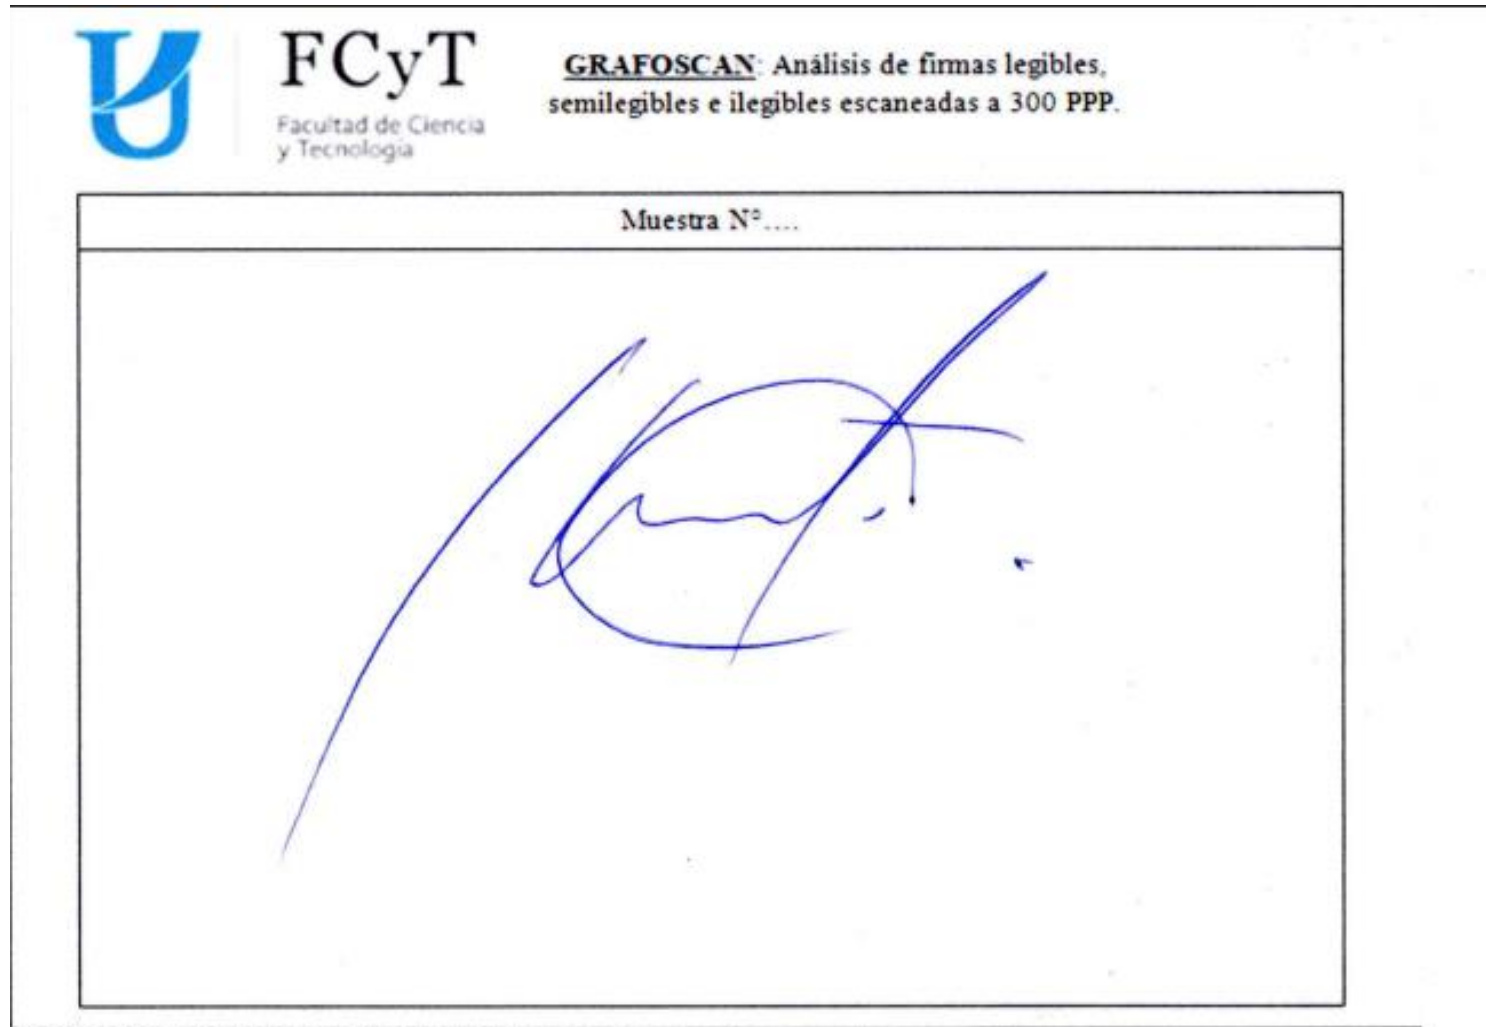 FCyT
Facultad de Ciencia
y Tecnología
GRAFOSCAN: Análisis de firmas legibles,
semilegibles e ilegibles escaneadas a 300 PPP.
Muestra N°....